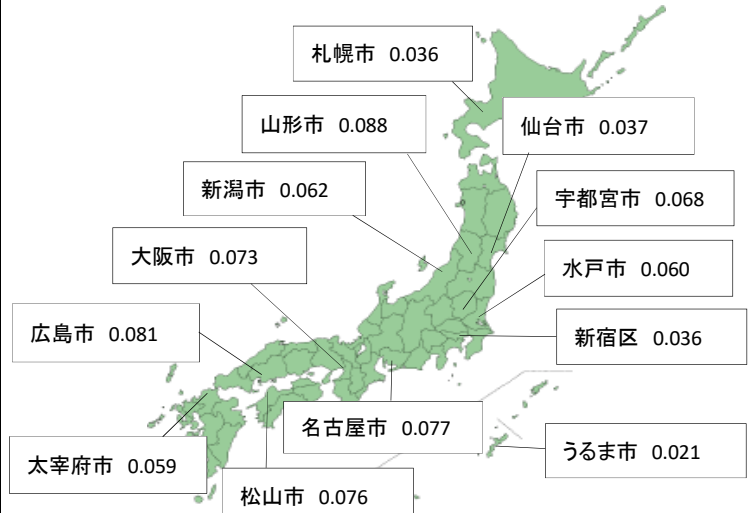 札幌市 0.036
山形市 0.088
仙台市 0.037
新潟市 0.062
宇都宮市 0.068
大阪市 0.073
水戸市 0.060
広島市 0.081
新宿区 0.036
名古屋市 0.077
うるま市 0.021
太宰府市 0.059
松山市 0.076